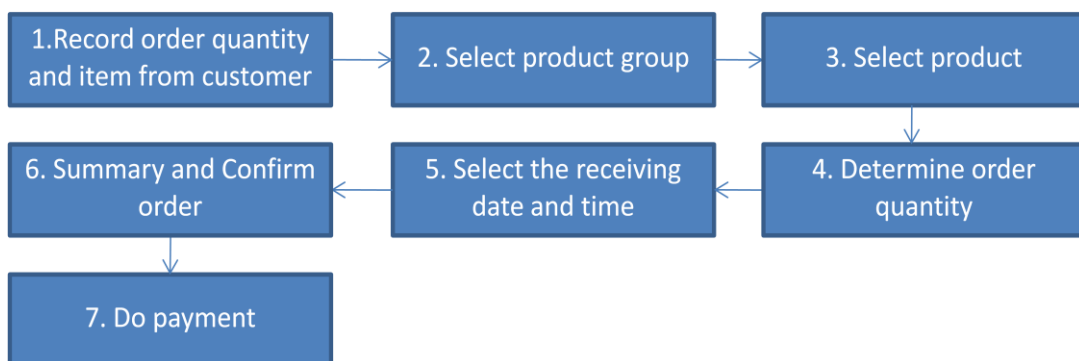 1.Record order quantity
and item from customer
2. Select product group
3. Select product
4. Determine order
quantity
5. Select the receiving
date and time
6. Summary and Confirm
order
7. Do payment